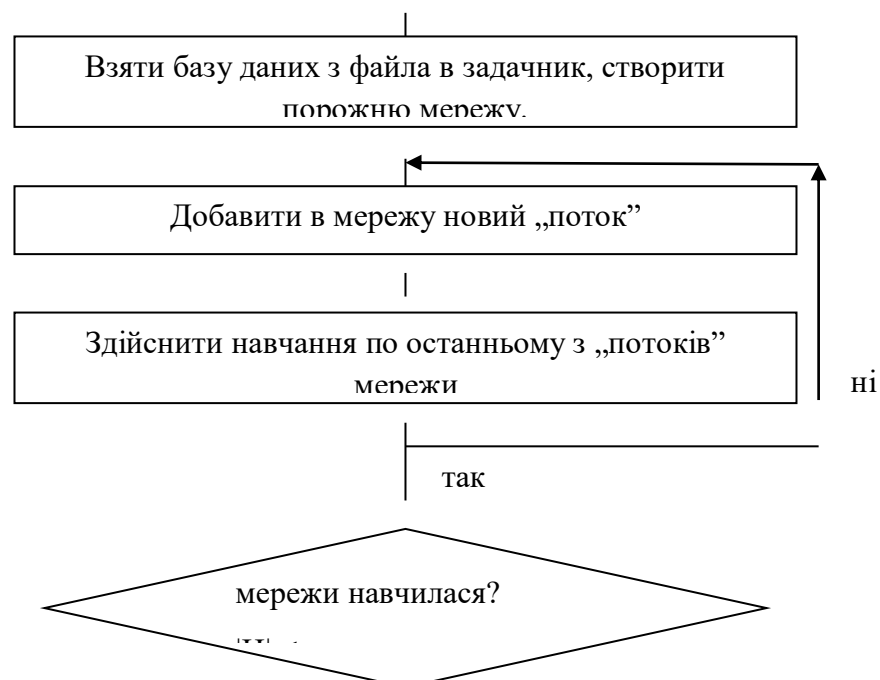 Взяти базу даних з файла в задачник, створити
порожню мережу.
Добавити в мережу новий „поток”
Здійснити навчання по останньому з „потоків”
мережи
ні
так
мережи навчилася?